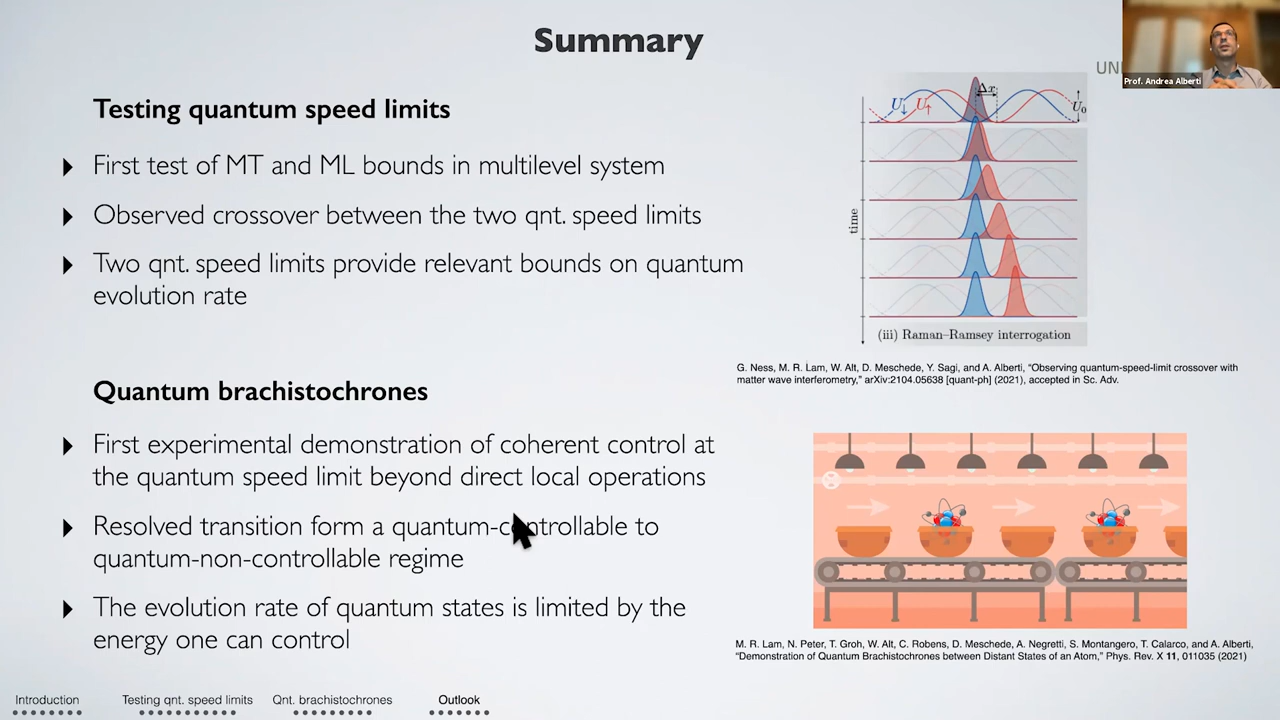 Summary
UNI
Prof. Andrea Alberti
Testing quantum speed limits
First test of MT and ML bounds in multilevel system
Observed crossover between the two qnt. speed limits
Two qnt. speed limits provide relevant bounds on quantum
evolution rate
Δx
U↓ U↑ U0
time
(iii) Raman–Ramsey interrogation
G. Ness, M. R. Lam, W. Alt, D. Meschede, Y. Sagi, and A. Alberti, “Observing quantum-speed-limit crossover with
matter wave interferometry,” arXiv:2104.05638 [quant-ph] (2021), accepted in Sc. Adv.
Quantum brachistochrones
First experimental demonstration of coherent control at
the quantum speed limit beyond direct local operations
Resolved transition form a quantum-controllable to
quantum-non-controllable regime
The evolution rate of quantum states is limited by the
energy one can control
M. R. Lam, N. Peter, T. Groh, W. Alt, C. Robens, D. Meschede, A. Negretti, S. Montangero, T. Calarco, and A. Alberti,
“Demonstration of Quantum Brachistochrones between Distant States of an Atom,” Phys. Rev. X 11, 011035 (2021)
Introduction Testing qnt. speed limits Qnt. brachistochrones Outlook